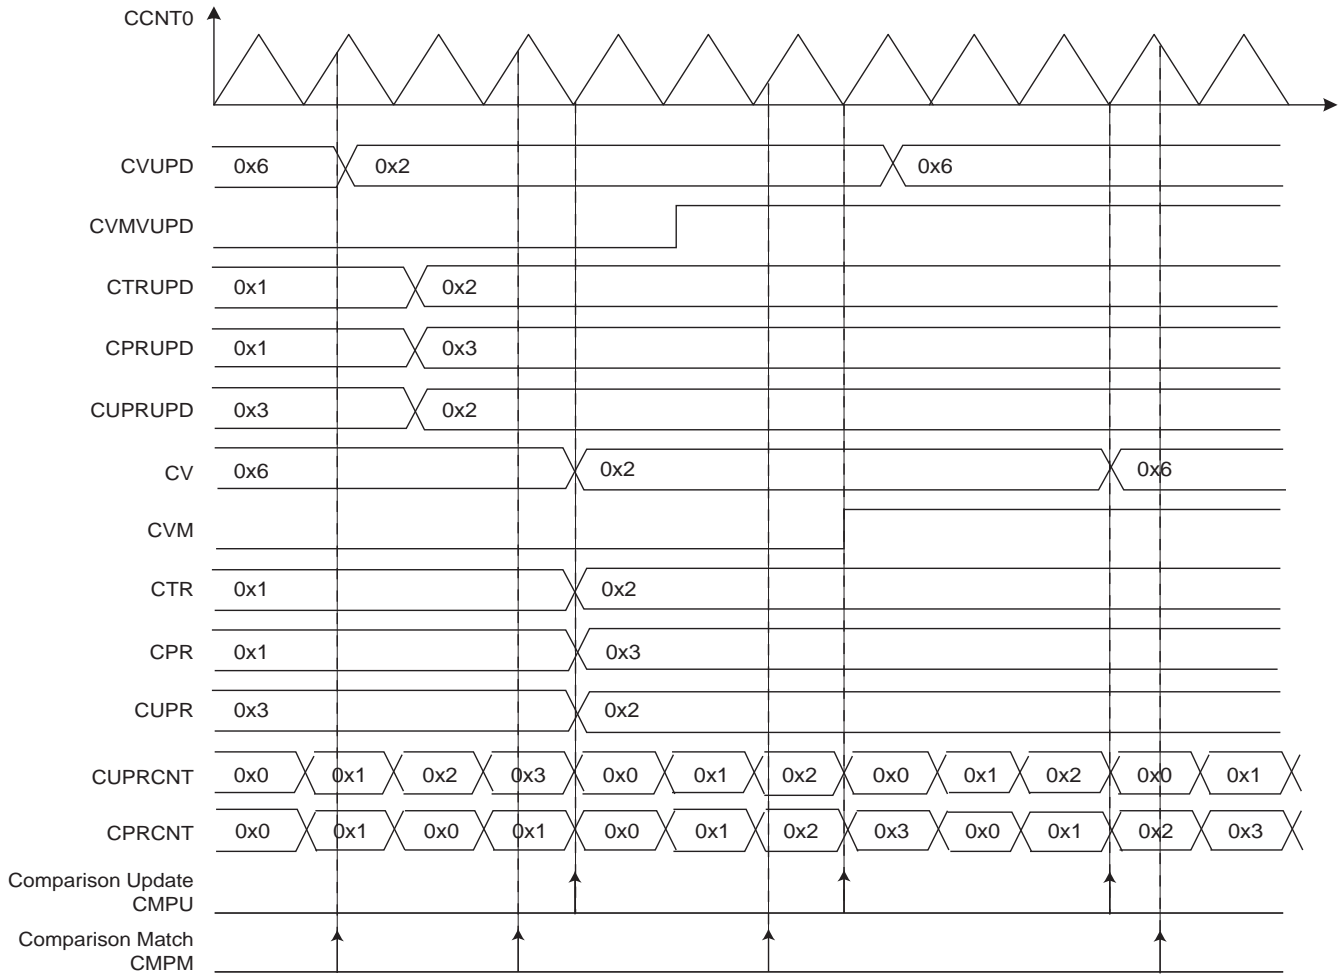 CCNT0
CVUPD 0x6 0x2 0x6
CVMVUPD
CTRUPD 0x1 0x2
CPRUPD 0x1 0x3
CUPRUPD 0x3 0x2
CV 0x6 0x2 0x6
CVM
CTR 0x1 0x2
CPR 0x1 0x3
CUPR 0x3 0x2
CUPRCNT 0x0 0x1 0x2 0x3 0x0 0x1 0x2 0x0 0x1 0x2 0x0 0x1
CPRCNT 0x0 0x1 0x0 0x1 0x0 0x1 0x2 0x3 0x0 0x1 0x2 0x3
Comparison Update
CMPU
Comparison Match
CMPM